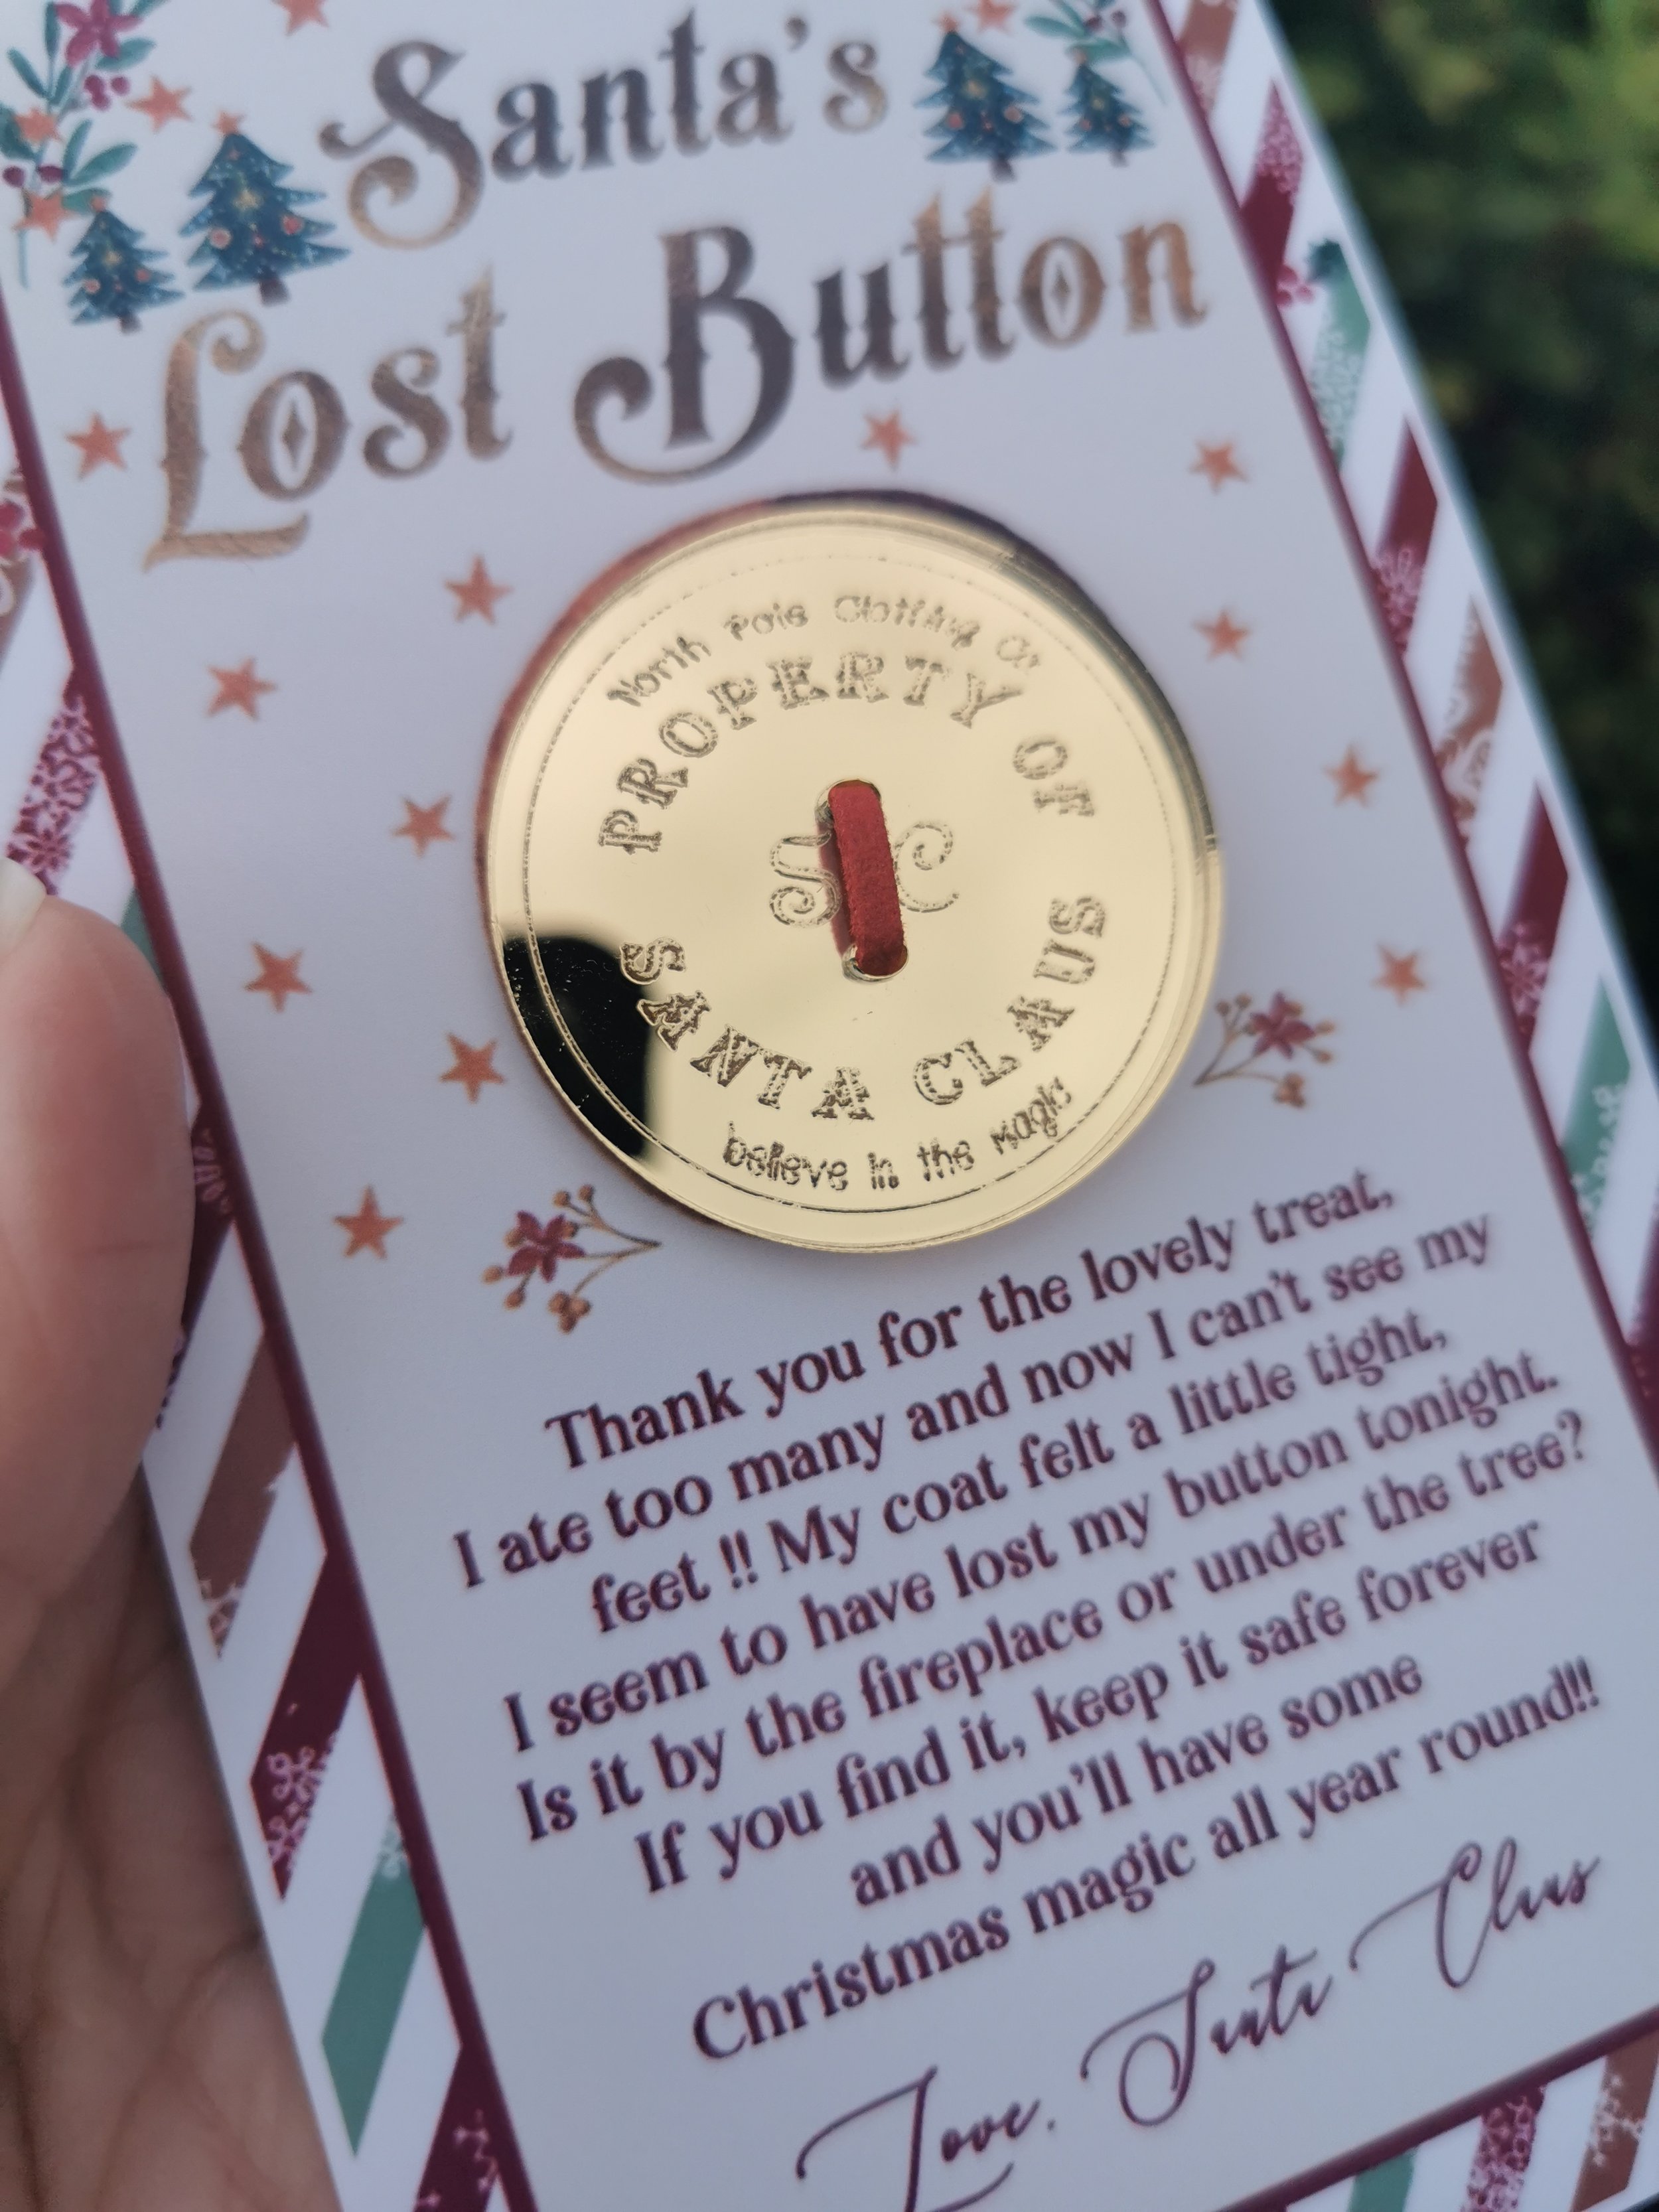 Santa's
Lost Button
North Pole Clothing Co
PROPERTY OF
S C
SANTA CLAUS
believe in the magic
Thank you for the lovely treat,
I ate too many and now I can't see my
feet !! My coat felt a little tight,
I seem to have lost my button tonight.
Is it by the fireplace or under the tree?
If you find it, keep it safe forever
and you'll have some
Christmas magic all year round!!!
Love, Santa Claus